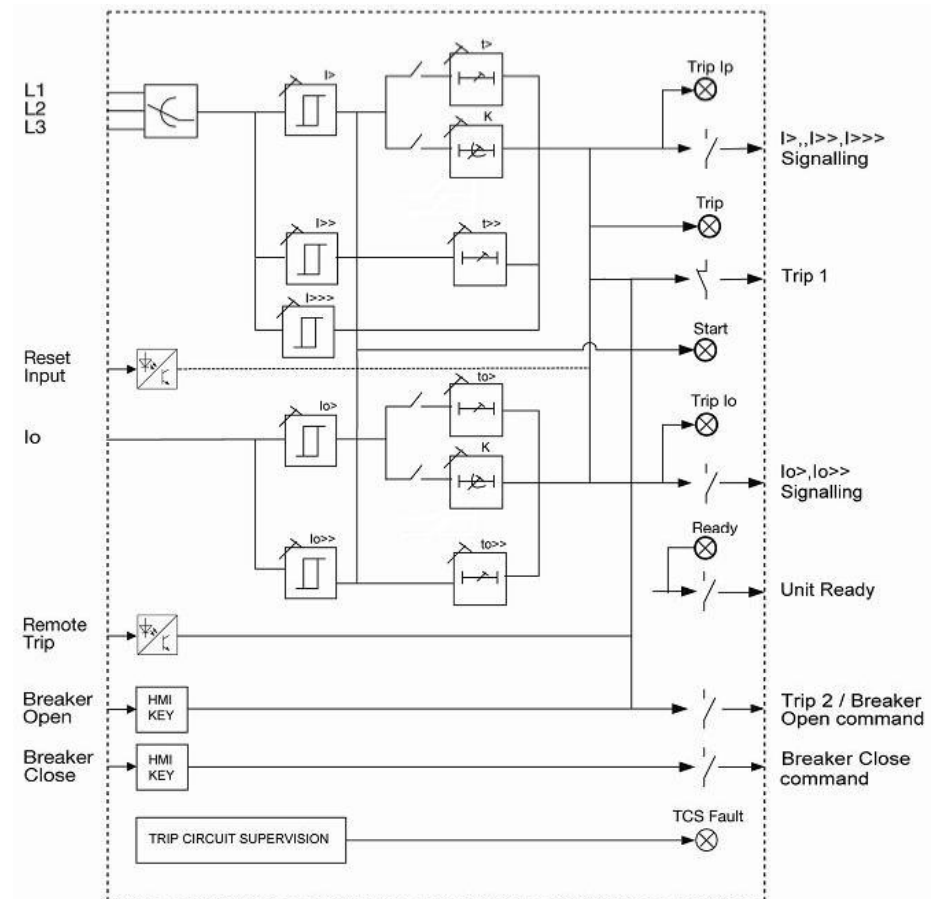 t>
I>
Trip Ip
L1
L2
L3
K
I>,,I>>,I>>>
Signalling
Trip
I>>
t>>
Trip 1
I>>>
Start
Reset
Input
to>
Trip Io
Io
Io>
K
Io>,Io>>
Signalling
Ready
Io>>
to>>
Unit Ready
Remote
Trip
Breaker
Open
HMI
KEY
Trip 2 / Breaker
Open command
Breaker
Close
HMI
KEY
Breaker Close
command
TCS Fault
TRIP CIRCUIT SUPERVISION